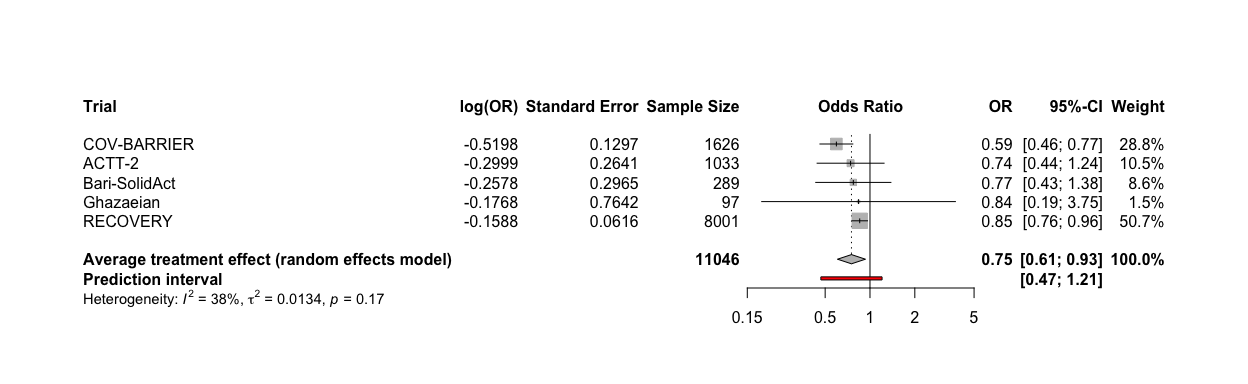 Trial log(OR) Standard Error Sample Size Odds Ratio OR 95%-CI Weight
COV-BARRIER -0.5198 0.1297 1626 0.59 [0.46; 0.77] 28.8%
ACTT-2 -0.2999 0.2641 1033 0.74 [0.44; 1.24] 10.5%
Bari-SolidAct -0.2578 0.2965 289 0.77 [0.43; 1.38] 8.6%
Ghazaeian -0.1768 0.7642 97 0.84 [0.19; 3.75] 1.5%
RECOVERY -0.1588 0.0616 8001 0.85 [0.76; 0.96] 50.7%
Average treatment effect (random effects model) 11046 0.75 [0.61; 0.93] 100.0%
Prediction interval [0.47; 1.21]
Heterogeneity: I² = 38%, τ² = 0.0134, p = 0.17
0.15 0.5 1 2 5